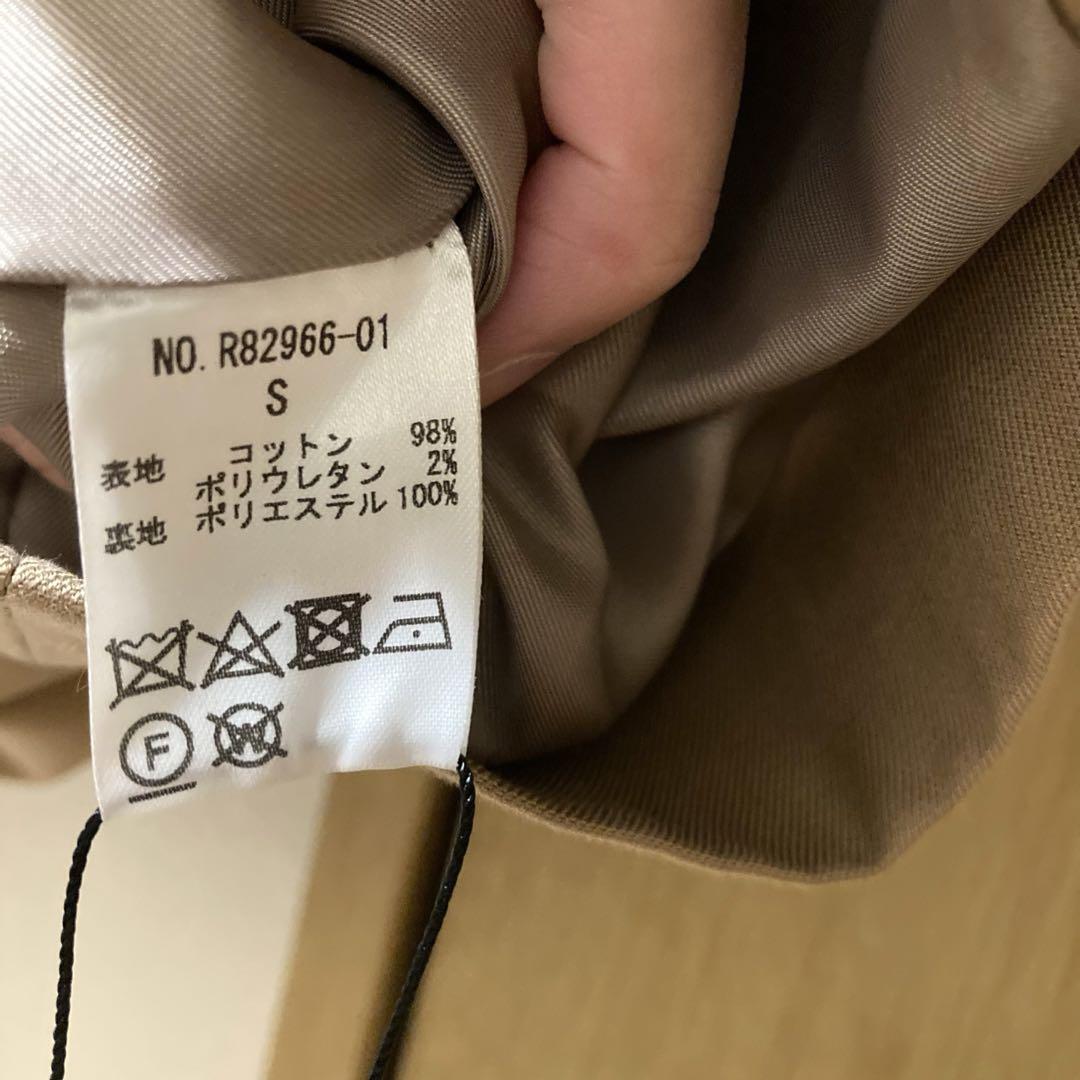 NO. R82966-01
S
表地 コットン 98%
ポリウレタン 2%
裏地 ポリエステル 100%
F
W